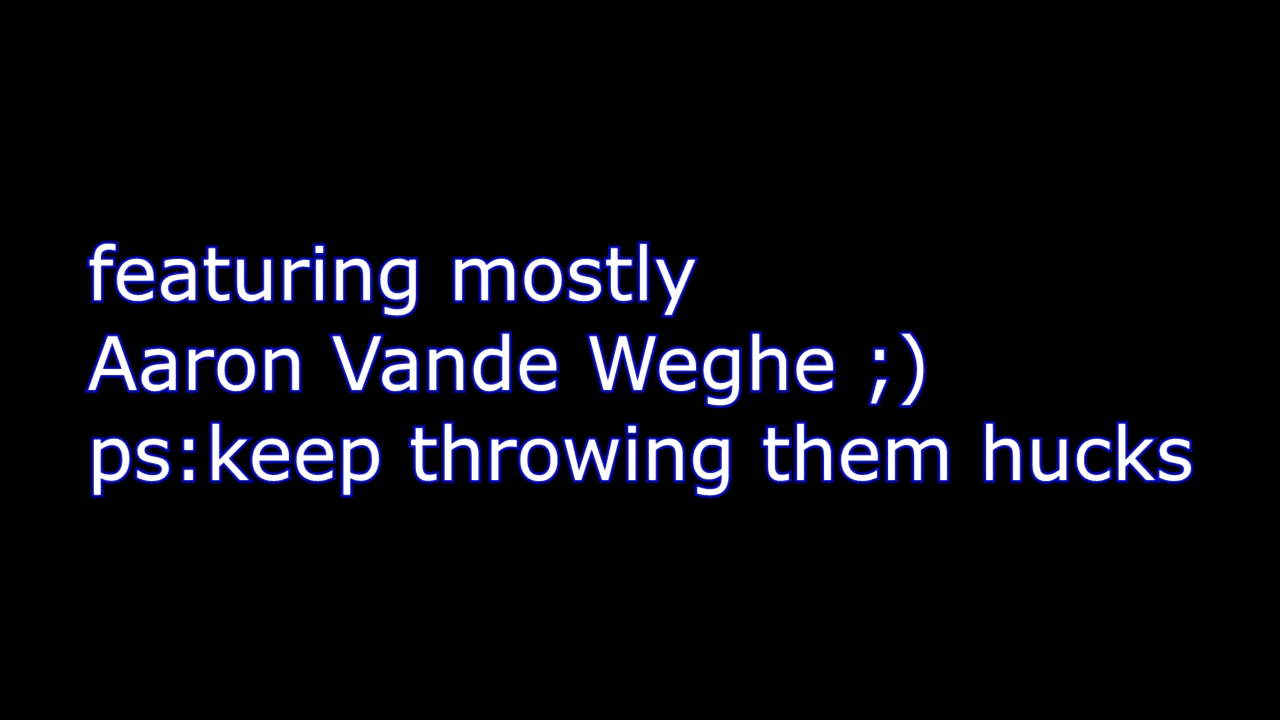 featuring mostly
Aaron Vande Weghe ;)
ps:keep throwing them hucks